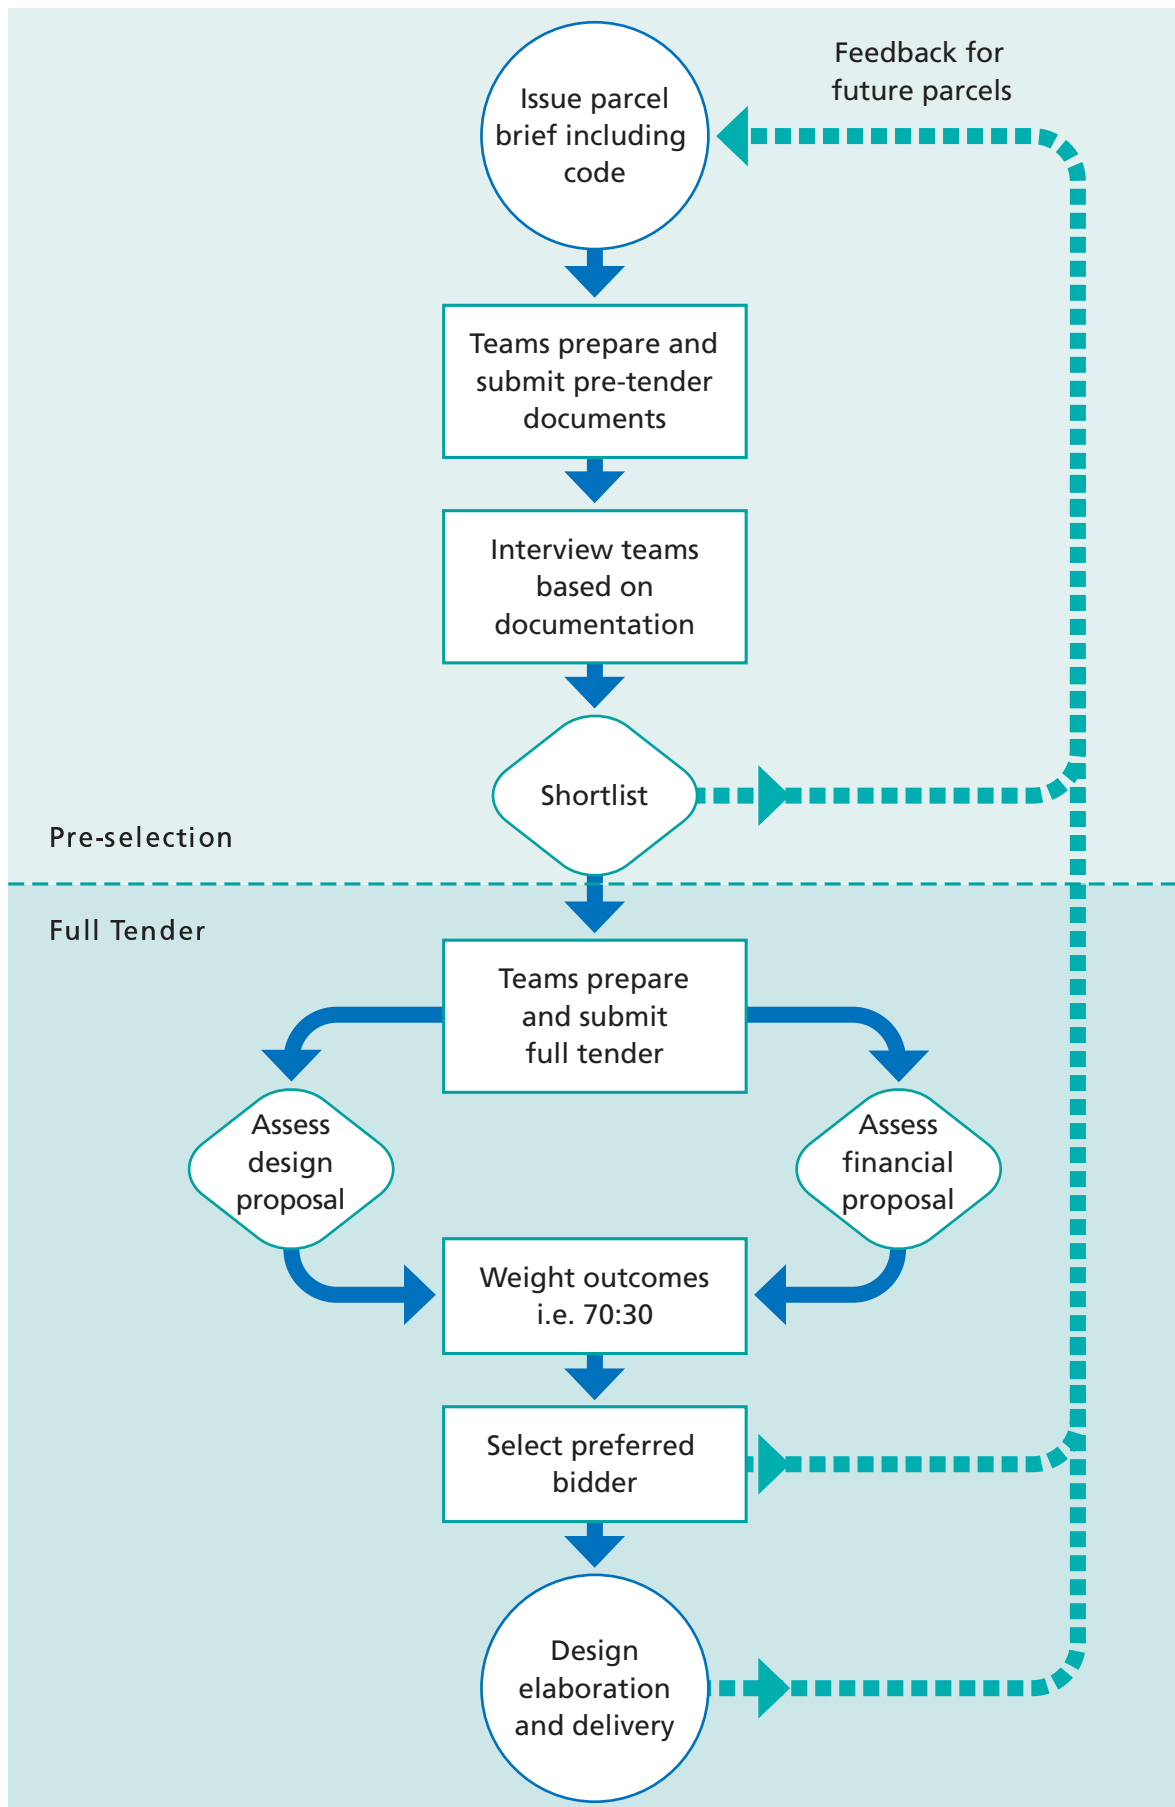 Feedback for
future parcels
Issue parcel
brief including
code
Teams prepare and
submit pre-tender
documents
Interview teams
based on
documentation
Shortlist
Pre-selection
Full Tender
Teams prepare
and submit
full tender
Assess
design
proposal
Assess
financial
proposal
Weight outcomes
i.e. 70:30
Select preferred
bidder
Design
elaboration
and delivery